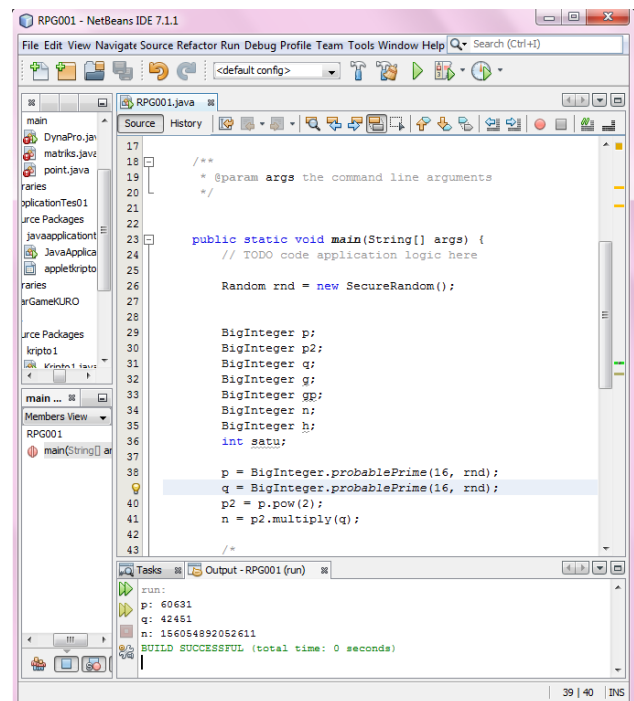 RPG001 - NetBeans IDE 7.1.1
File Edit View Navigate Source Refactor Run Debug Profile Team Tools Window Help Search (Ctrl+I)
<default config>
RPG001.java
Source History
main
DynaPro.jav
matriks.java
point.java
raries
oplicationTes01
urce Packages
javaapplicationt
JavaApplica
appletkripto
raries
arGameKURO
urce Packages
kripto1
Kripto1.java
main ...
Members View
RPG001
main(String[] ar
17
18 /**
19 * @param args the command line arguments
20 */
21
22
23 public static void main(String[] args) {
24 // TODO code application logic here
25
26 Random rnd = new SecureRandom();
27
28
29 BigInteger p;
30 BigInteger p2;
31 BigInteger q;
32 BigInteger g;
33 BigInteger gp;
34 BigInteger n;
35 BigInteger h;
36 int satu;
37
38 p = BigInteger.probablePrime(16, rnd);
q = BigInteger.probablePrime(16, rnd);
40 p2 = p.pow(2);
41 n = p2.multiply(q);
42
43 /*
Tasks Output - RPG001 (run)
run:
p: 60631
q: 42451
n: 156054892052611
BUILD SUCCESSFUL (total time: 0 seconds)
39 | 40 INS